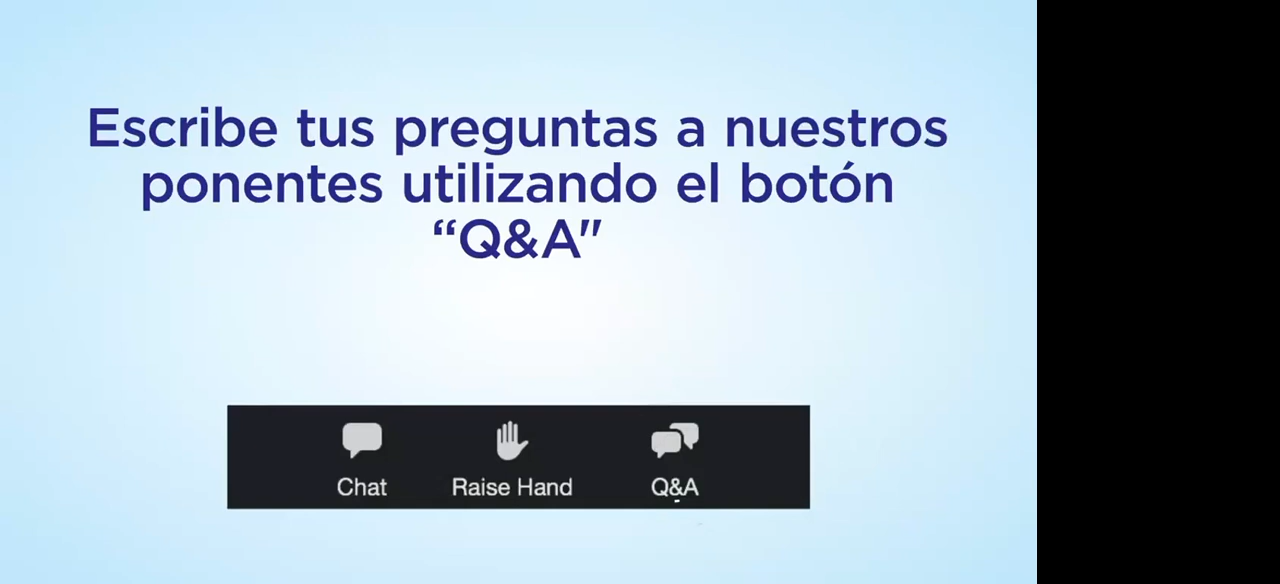 Escribe tus preguntas a nuestros
ponentes utilizando el botón
“Q&A"
Chat Raise Hand Q&A